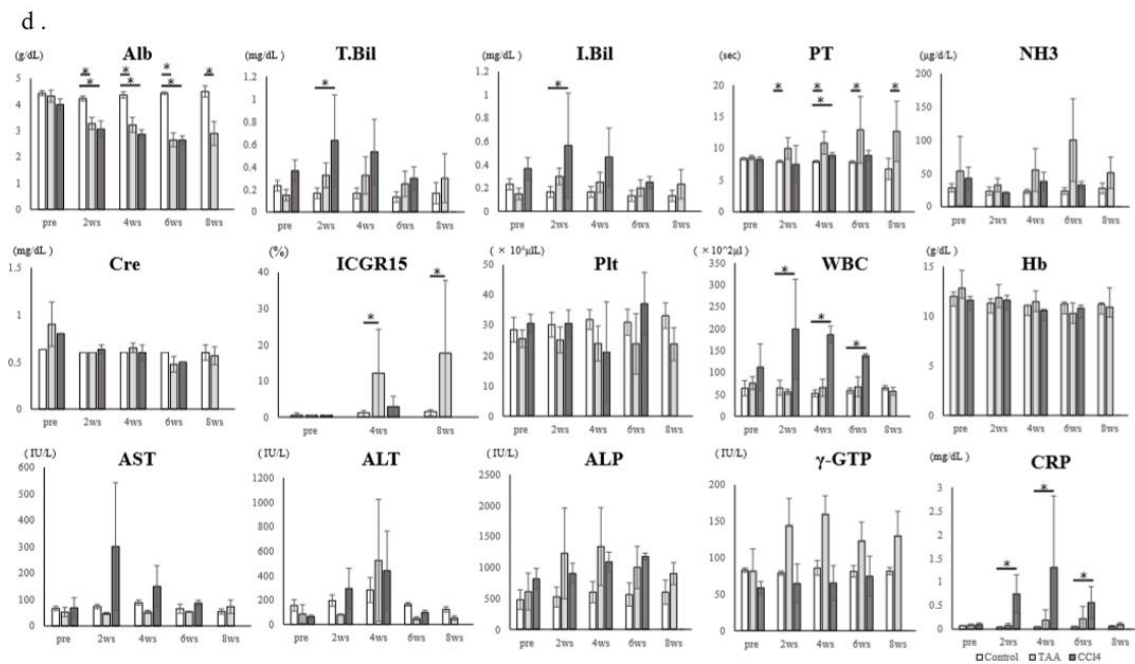 d .
(g/dL) Alb (mg/dL ) T.Bil (mg/dL ) I.Bil (sec) PT (μg/d/L) NH3
5 4 3 2 1 0
1.2 1 0.8 0.6 0.4 0.2 0
1.2 1 0.8 0.6 0.4 0.2 0
20 15 10 5 0
200 150 100 50 0
* * * * * * *
*
*
* * * * *
pre 2ws 4ws 6ws 8ws pre 2ws 4ws 6ws 8ws pre 2ws 4ws 6ws 8ws pre 2ws 4ws 6ws 8ws pre 2ws 4ws 6ws 8ws
(mg/dL) Cre (%) ICGR15 ( × 10⁴μlL) Plt ×10^2μl ) WBC (g/dL) Hb
1.5 1 0.5 0
40 30 20 10 0
50 40 30 20 10 0
350 300 250 200 150 100 50 0
15 10 5 0
* *
* * *
pre 2ws 4ws 6ws 8ws pre 4ws 8ws pre 2ws 4ws 6ws 8ws pre 2ws 4ws 6ws 8ws pre 2ws 4ws 6ws 8ws
( IU/L) AST ( IU/L) ALT ( IU/L) ALP ( IU/L) γ-GTP (mg/dL ) CRP
600 500 400 300 200 100 0
1400 1200 1000 800 600 400 200 0
2500 2000 1500 1000 500 0
200 150 100 50 0
3 2.5 2 1.5 1 0.5 0
* * *
pre 2ws 4ws 6ws 8ws pre 2ws 4ws 6ws 8ws pre 2ws 4ws 6ws 8ws pre 2ws 4ws 6ws 8ws pre 2ws 4ws 6ws 8ws
Control TAA CCl4